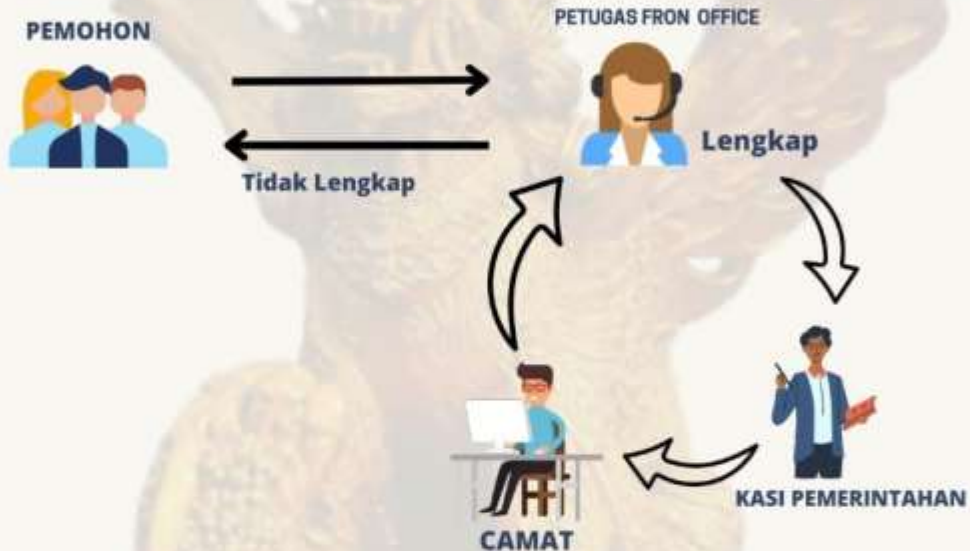 PEMOHON
PETUGAS FRON OFFICE
Lengkap
Tidak Lengkap
KASI PEMERINTAHAN
CAMAT